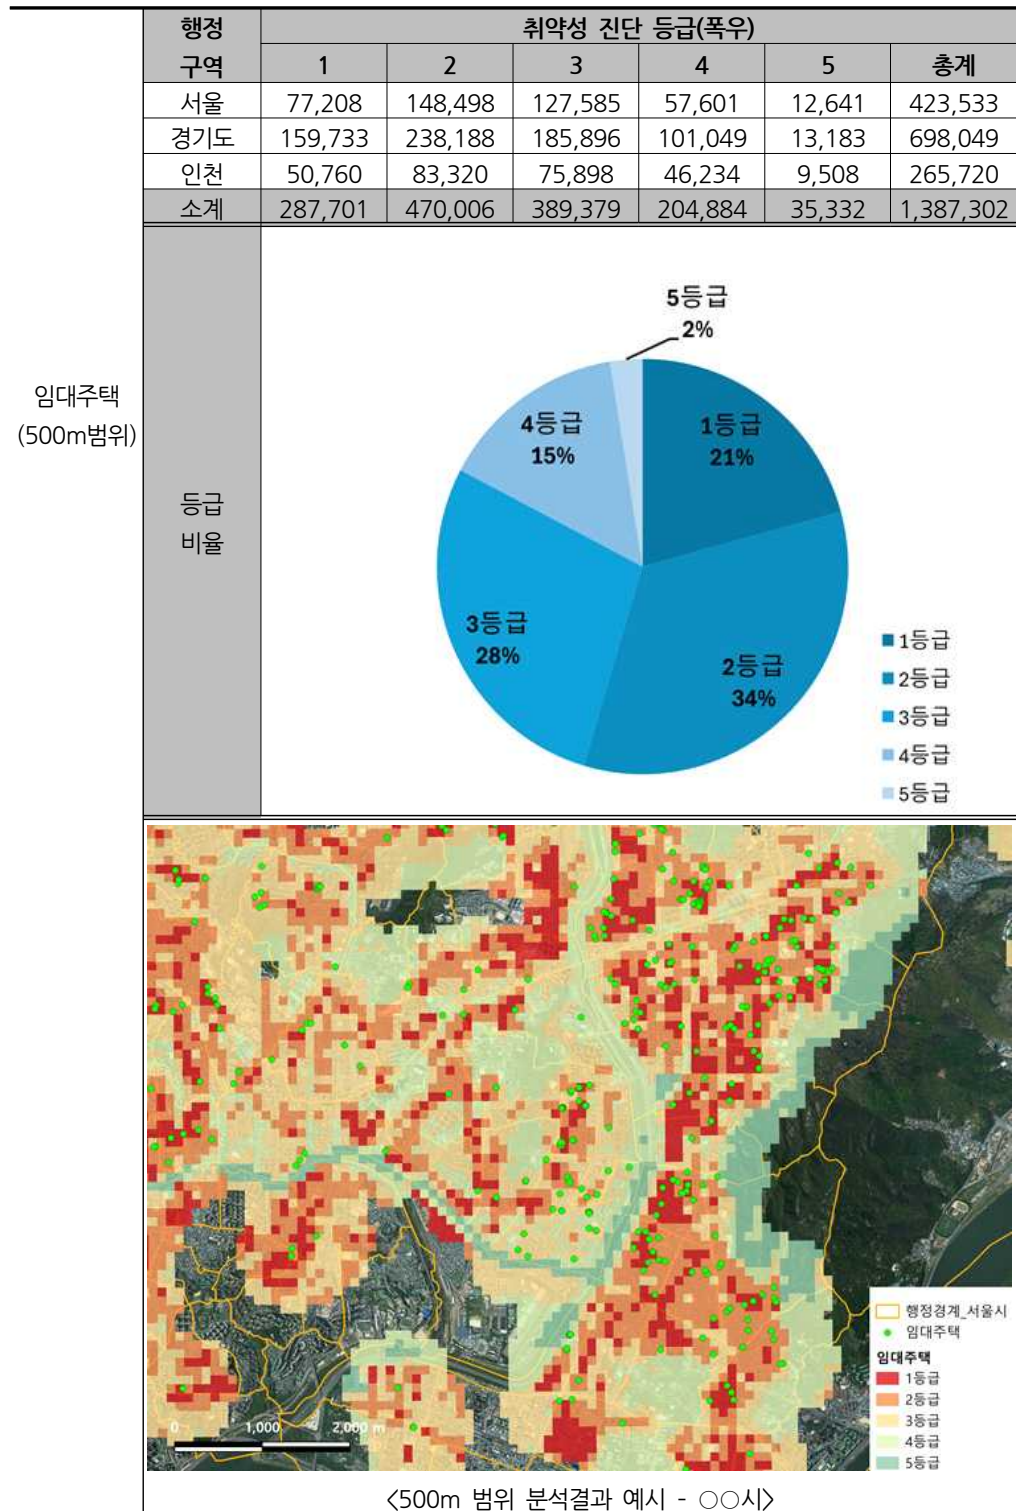 행정 취약성 진단 등급(폭우)
구역 1 2 3 4 5 총계
서울 77,208 148,498 127,585 57,601 12,641 423,533
경기도 159,733 238,188 185,896 101,049 13,183 698,049
인천 50,760 83,320 75,898 46,234 9,508 265,720
소계 287,701 470,006 389,379 204,884 35,332 1,387,302
임대주택
(500m범위)
등급
비율
5등급
2%
4등급
15%
1등급
21%
3등급
28%
2등급
34%
1등급
2등급
3등급
4등급
5등급
행정경계_서울시
임대주택
임대주택
1등급
2등급
3등급
4등급
5등급
0 1,000 2,000 m
<500m 범위 분석결과 예시 - ○○시>